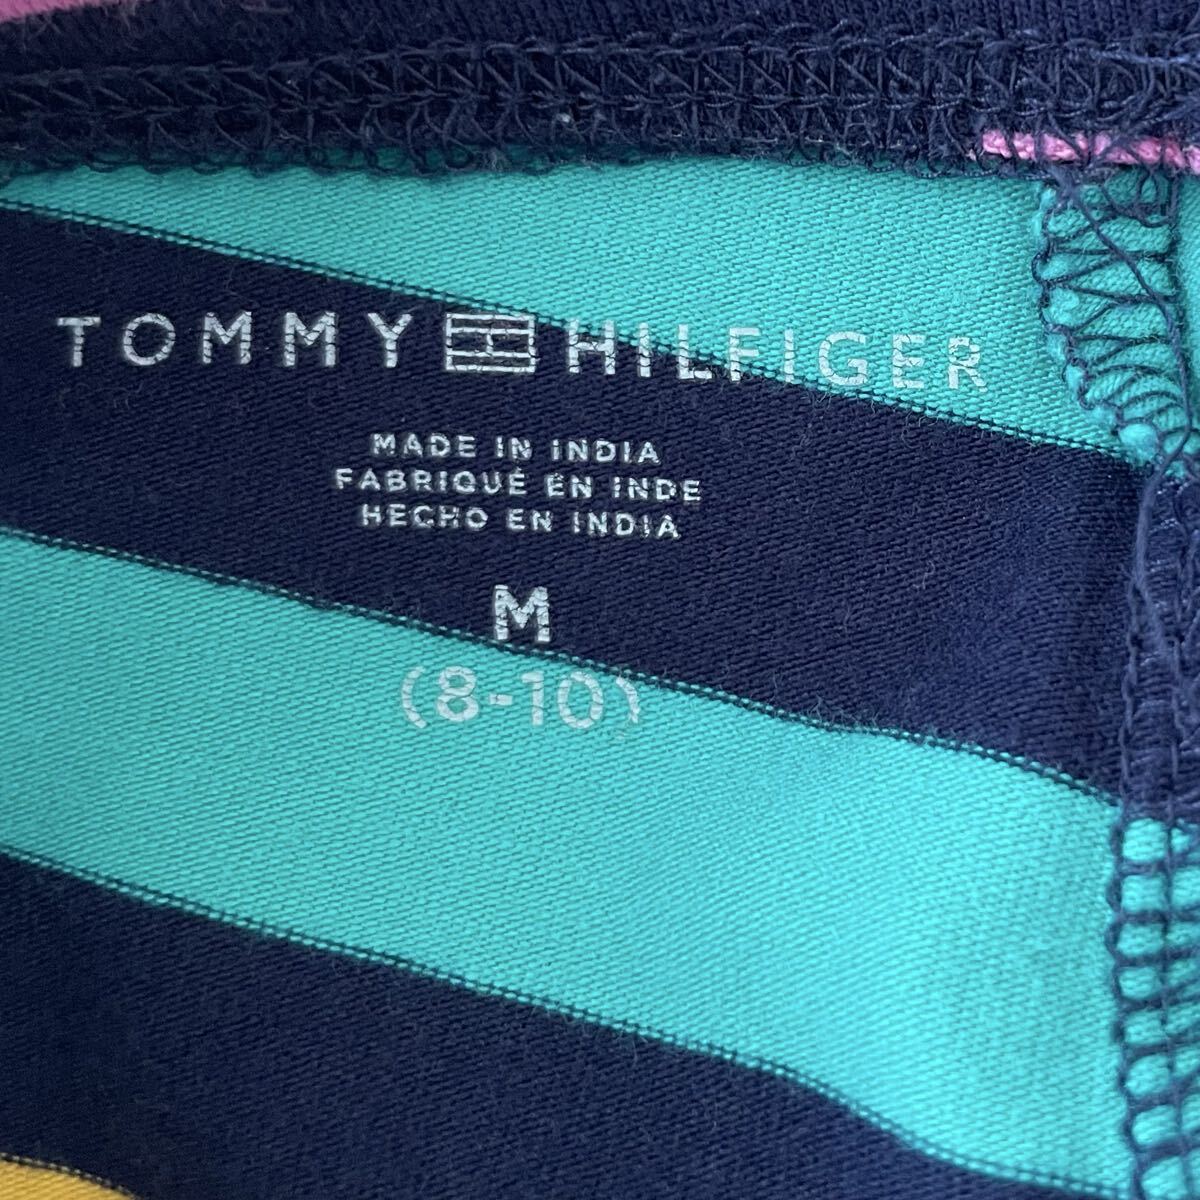 TOMMY HILFIGER
MADE IN INDIA
FABRIQUÉ EN INDE
HECHO EN INDIA
M
(8-10)